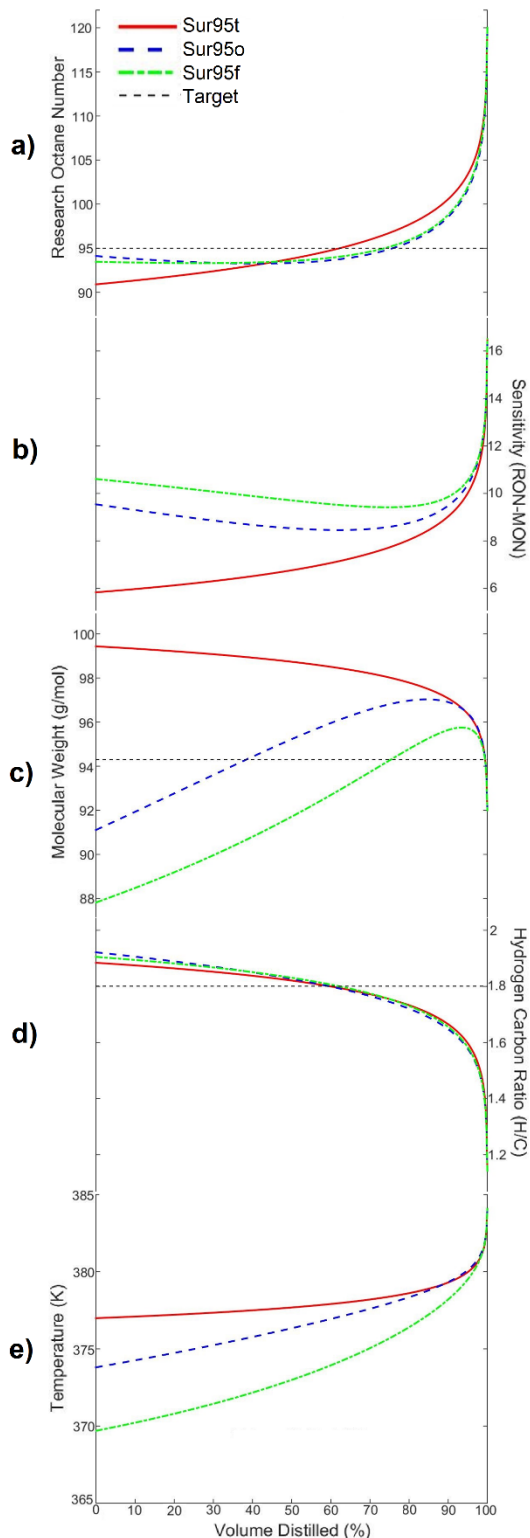 Sur95t
Sur95o
Sur95f
Target
a)
Research Octane Number
120
115
110
105
100
95
90
b)
Sensitivity (RON-MON)
16
14
12
10
8
6
c)
Molecular Weight (g/mol)
100
98
96
94
92
90
88
d)
Hydrogen Carbon Ratio (H/C)
2
1.8
1.6
1.4
1.2
e)
Temperature (K)
385
380
375
370
365
0 10 20 30 40 50 60 70 80 90 100
Volume Distilled (%)